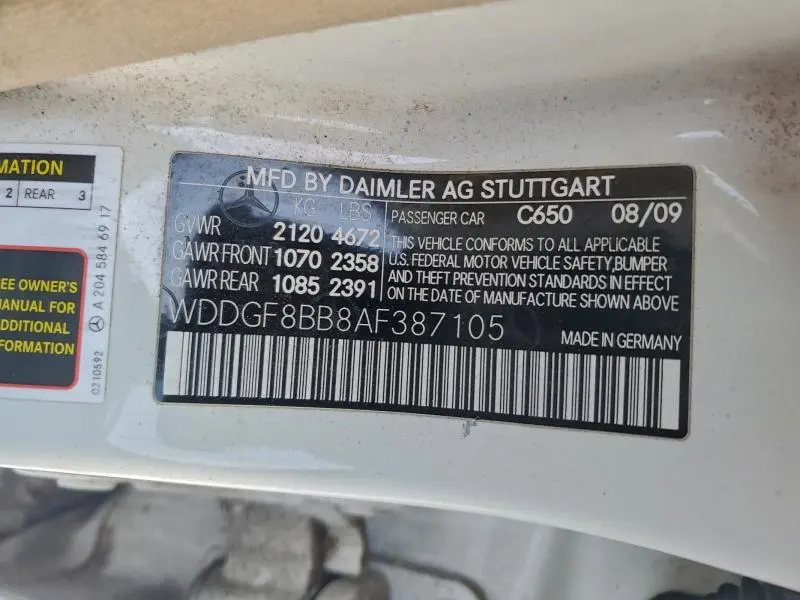 MATION
2 REAR 3
EE OWNER'S
MANUAL FOR
ADDITIONAL
NFORMATION
A 204 584 69 17
0210592
MFD BY DAIMLER AG STUTTGART
KG LBS
GVWR 2120 4672
GAWR FRONT 1070 2358
GAWR REAR 1085 2391
PASSENGER CAR C650 08/09
THIS VEHICLE CONFORMS TO ALL APPLICABLE
U.S. FEDERAL MOTOR VEHICLE SAFETY,BUMPER
AND THEFT PREVENTION STANDARDS IN EFFECT
ON THE DATE OF MANUFACTURE SHOWN ABOVE
WDDGF8BB8AF387105
MADE IN GERMANY